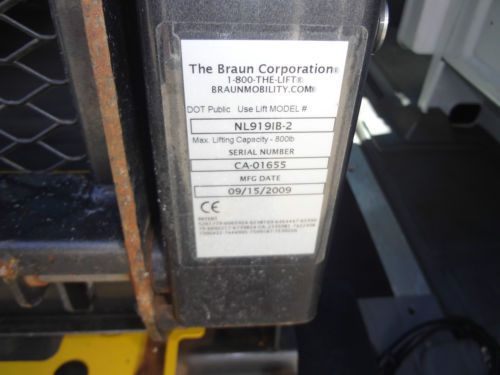 The Braun Corporation®
1-800-THE-LIFT®
BRAUNMOBILITY.COM®
DOT Public Use Lift MODEL #
NL919IB-2
Max. Lifting Capacity - 800lb
SERIAL NUMBER
CA-01655
MFG DATE
09/15/2009
CE
PATENT